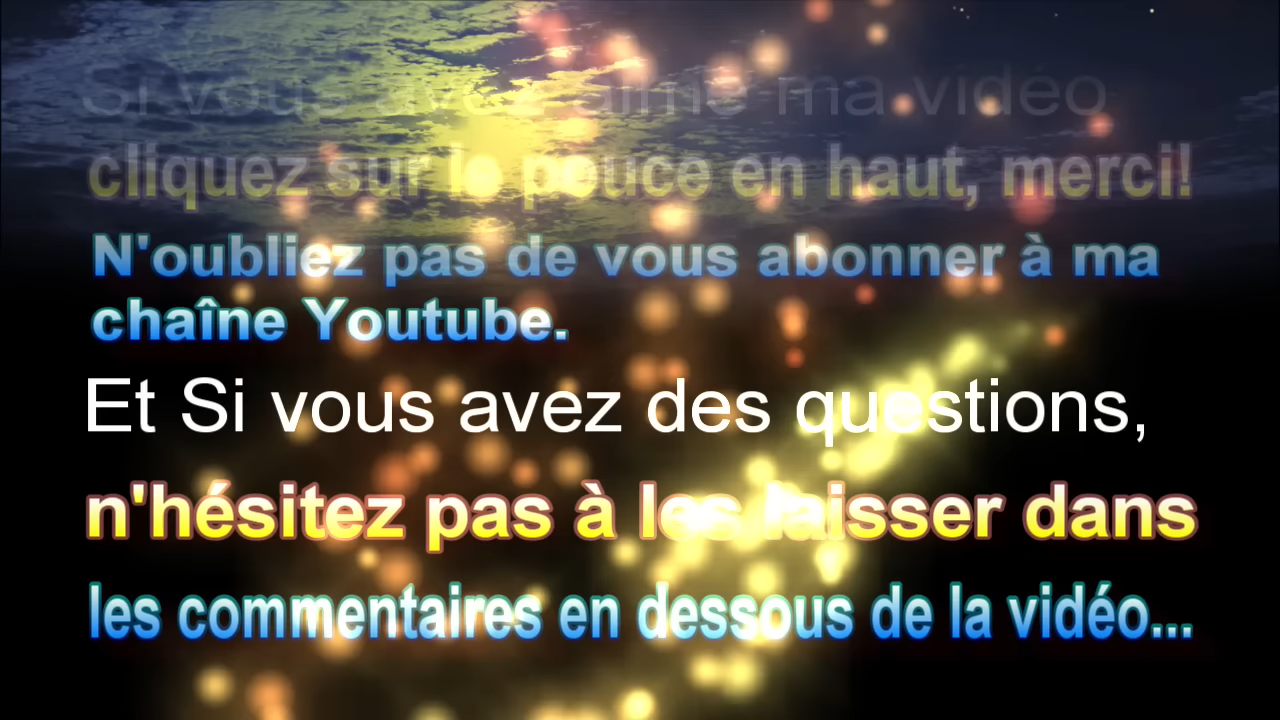 Si vous avez aimé ma vidéo
cliquez sur le pouce en haut, merci!
N'oubliez pas de vous abonner à ma
chaîne Youtube.
Et Si vous avez des questions,
n'hésitez pas à les laisser dans
les commentaires en dessous de la vidéo...